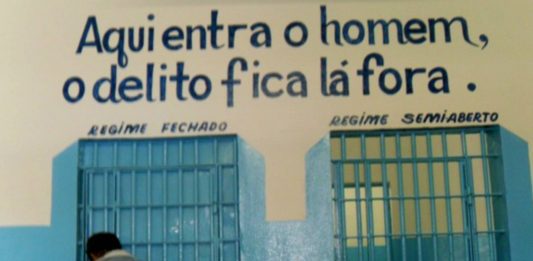 Aqui entra o homem,
o delito fica lá fora .
REGIME FECHADO
REGIME SEMIABERTO